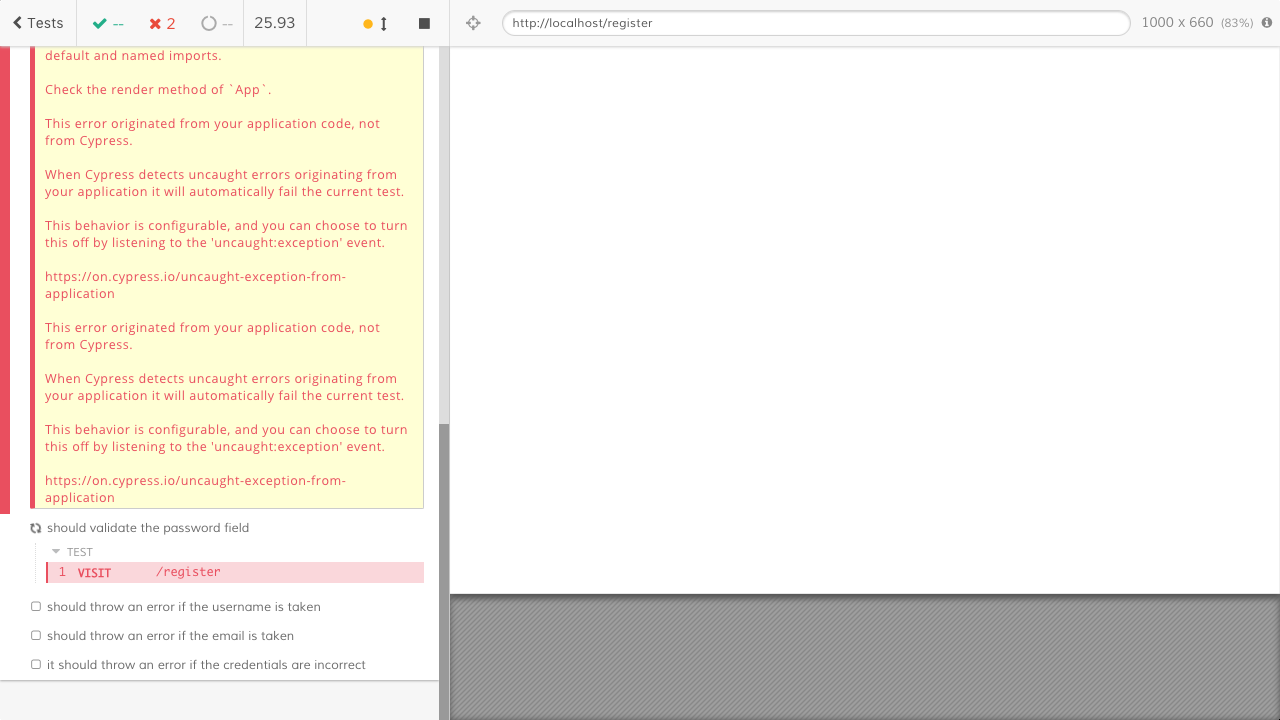 Tests
--
2
--
25.93
http://localhost/register
1000 x 660 (83%)
default and named imports.
Check the render method of `App`.
This error originated from your application code, not
from Cypress.
When Cypress detects uncaught errors originating from
your application it will automatically fail the current test.
This behavior is configurable, and you can choose to turn
this off by listening to the 'uncaught:exception' event.
https://on.cypress.io/uncaught-exception-from-
application
This error originated from your application code, not
from Cypress.
When Cypress detects uncaught errors originating from
your application it will automatically fail the current test.
This behavior is configurable, and you can choose to turn
this off by listening to the 'uncaught:exception' event.
https://on.cypress.io/uncaught-exception-from-
application
should validate the password field
TEST
1 VISIT /register
should throw an error if the username is taken
should throw an error if the email is taken
it should throw an error if the credentials are incorrect